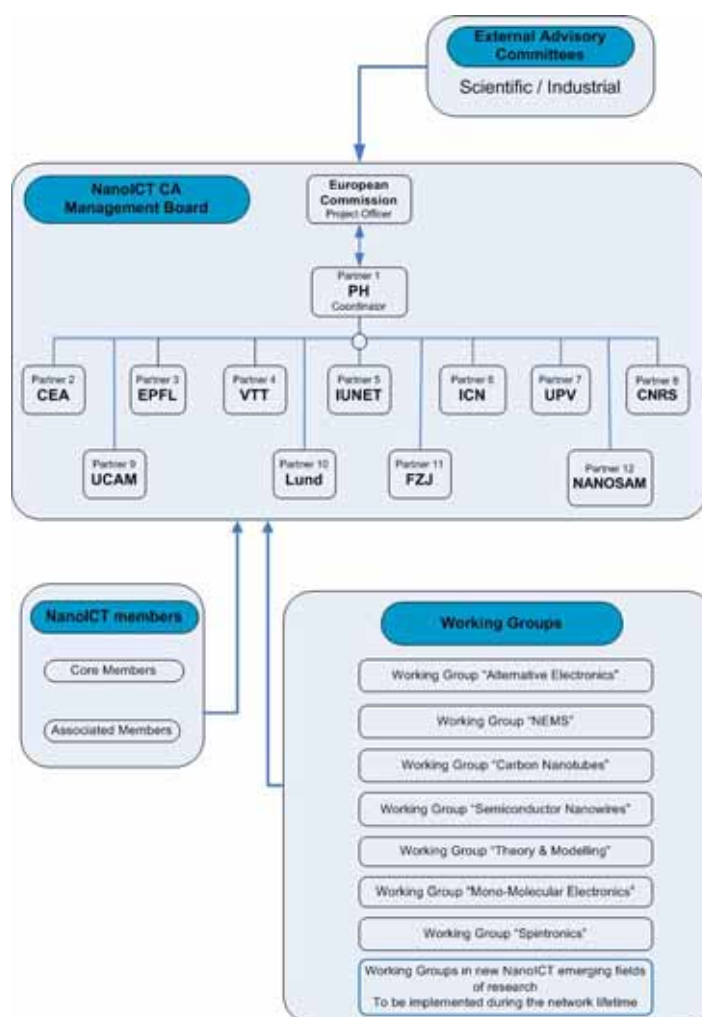 External Advisory
Committees
Scientific / Industrial
NanoICT CA
Management Board
European
Commission
Project Officer
Partner 1
PH
Coordinator
Partner 2
CEA
Partner 3
EPFL
Partner 4
VTT
Partner 5
IUNET
Partner 6
ICN
Partner 7
UPV
Partner 8
CNRS
Partner 9
UCAM
Partner 10
Lund
Partner 11
FZJ
Partner 12
NANOSAM
NanoICT members
Core Members
Associated Members
Working Groups
Working Group "Alternative Electronics"
Working Group "NEMS"
Working Group "Carbon Nanotubes"
Working Group "Semiconductor Nanowires"
Working Group "Theory & Modelling"
Working Group "Mono-Molecular Electronics"
Working Group "Spintronics"
Working Groups in new NanoICT emerging fields
of research
To be implemented during the network lifetime